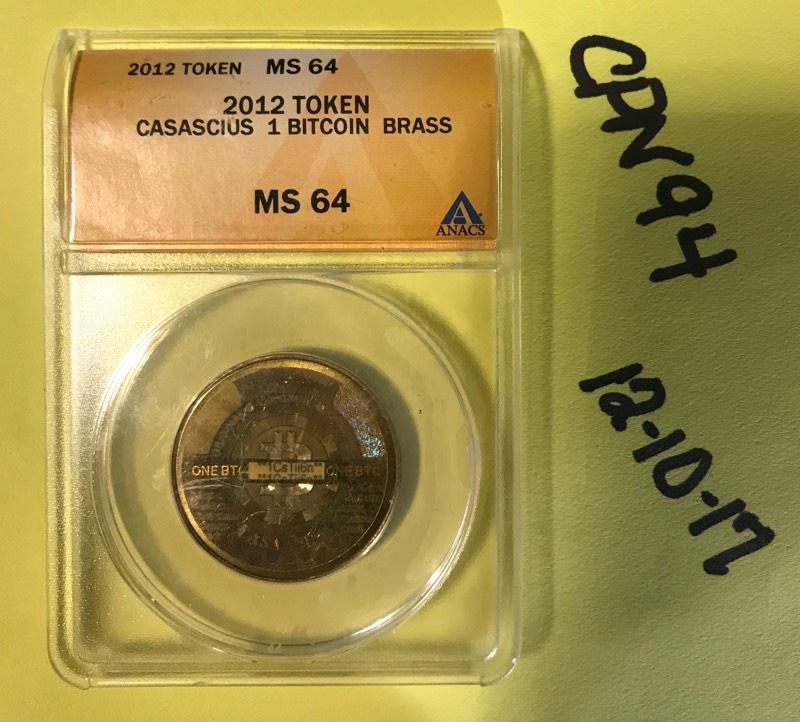 2012 TOKEN MS 64
2012 TOKEN
CASASCIUS 1 BITCOIN BRASS
MS 64
ANACS
CPN94
12-10-17
ONE BTC
ONE BTC